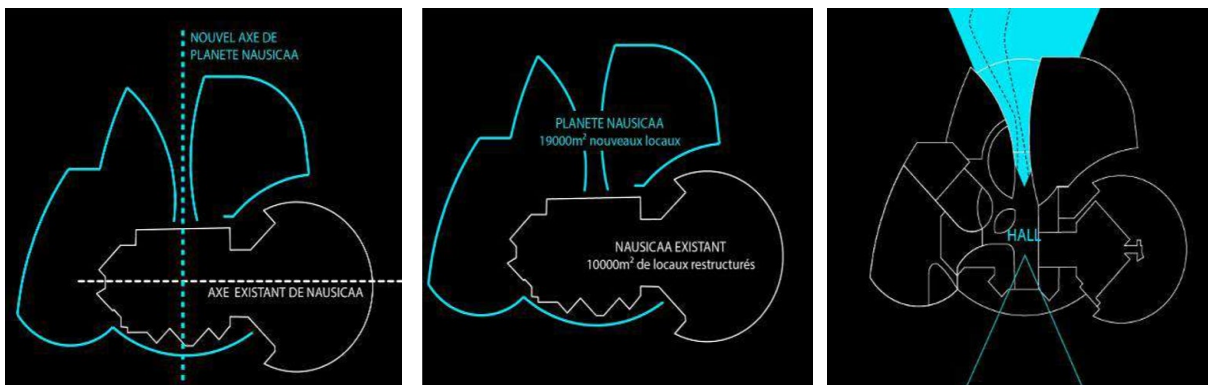 NOUVEL AXE DE
PLANETE NAUSICAA
AXE EXISTANT DE NAUSICAA
PLANETE NAUSICAA
19000m² nouveaux locaux
NAUSICAA EXISTANT
10000m² de locaux restructurés
HALL